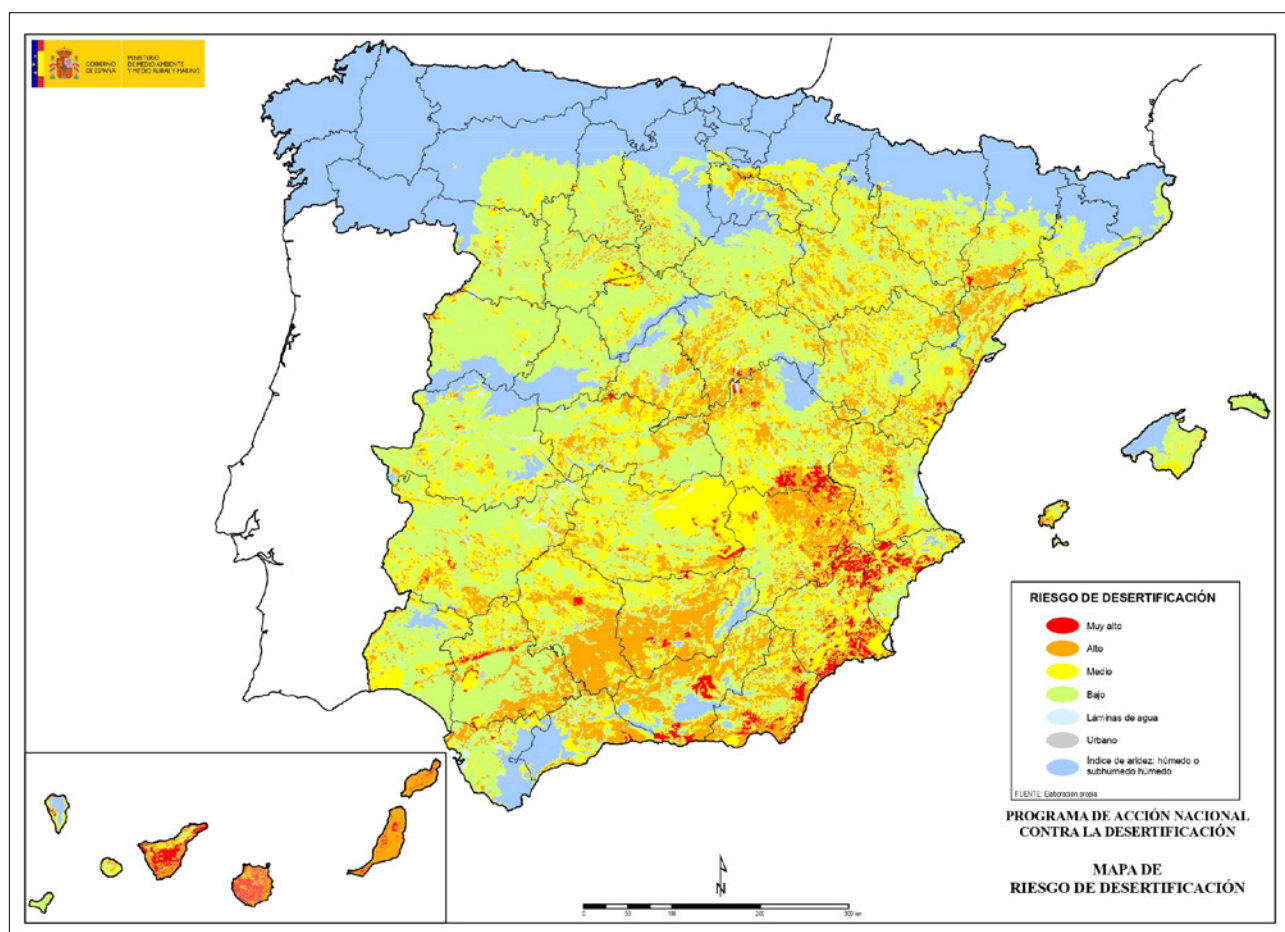 GOBIERNO
DE ESPAÑA
MINISTERIO
DE MEDIO AMBIENTE
Y MEDIO RURAL Y MARINO
RIESGO DE DESERTIFICACIÓN
Muy alto
Alto
Medio
Bajo
Láminas de agua
Urbano
Índice de aridez: húmedo o
subhúmedo húmedo
FUENTE: Elaboración propia
PROGRAMA DE ACCIÓN NACIONAL
CONTRA LA DESERTIFICACIÓN
MAPA DE
RIESGO DE DESERTIFICACIÓN
N
0 50 100 200 300 km